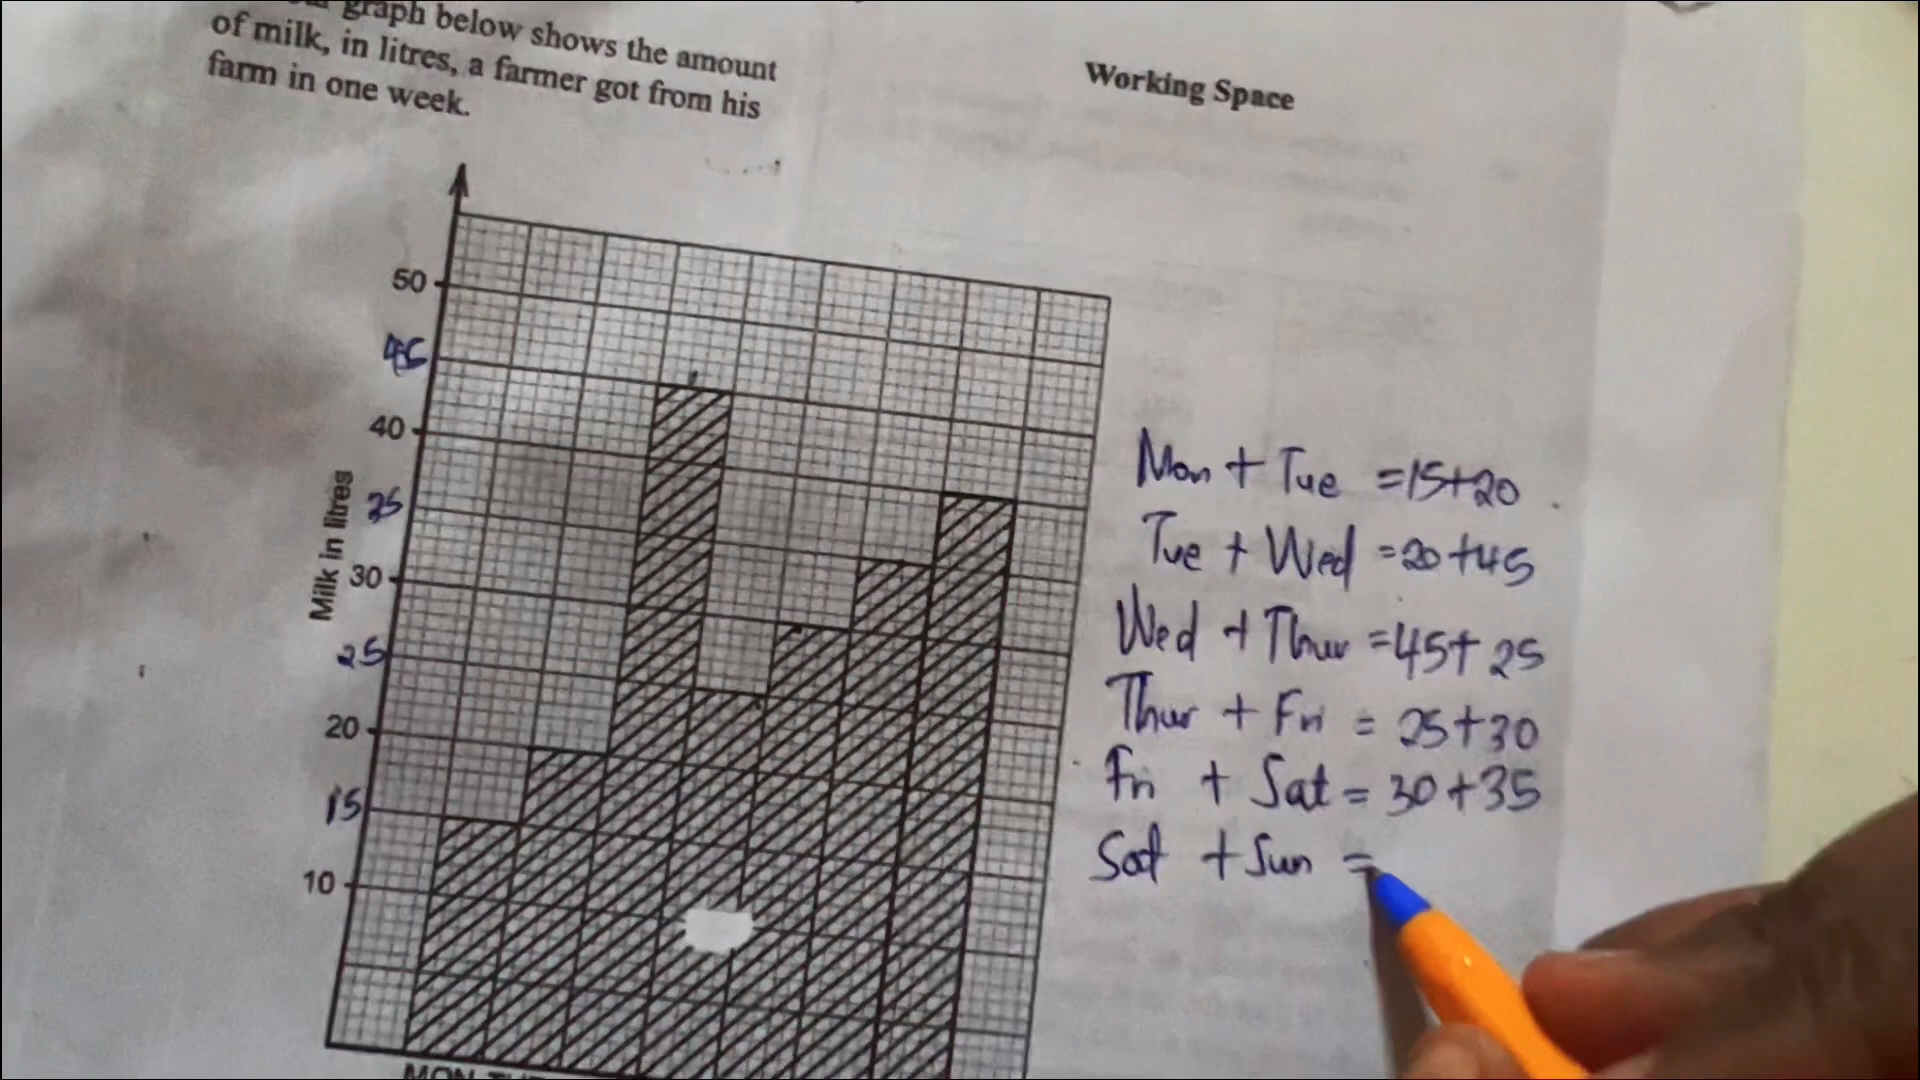 graph below shows the amount
of milk, in litres, a farmer got from his
farm in one week.
Working Space
50
45
40
35
30
25
20
15
10
Milk in litres
MON
Mon + Tue = 15+20
Tue + Wed = 20+45
Wed + Thur = 45+25
Thur + Fri = 25+30
Fri + Sat = 30+35
Sat + Sun =